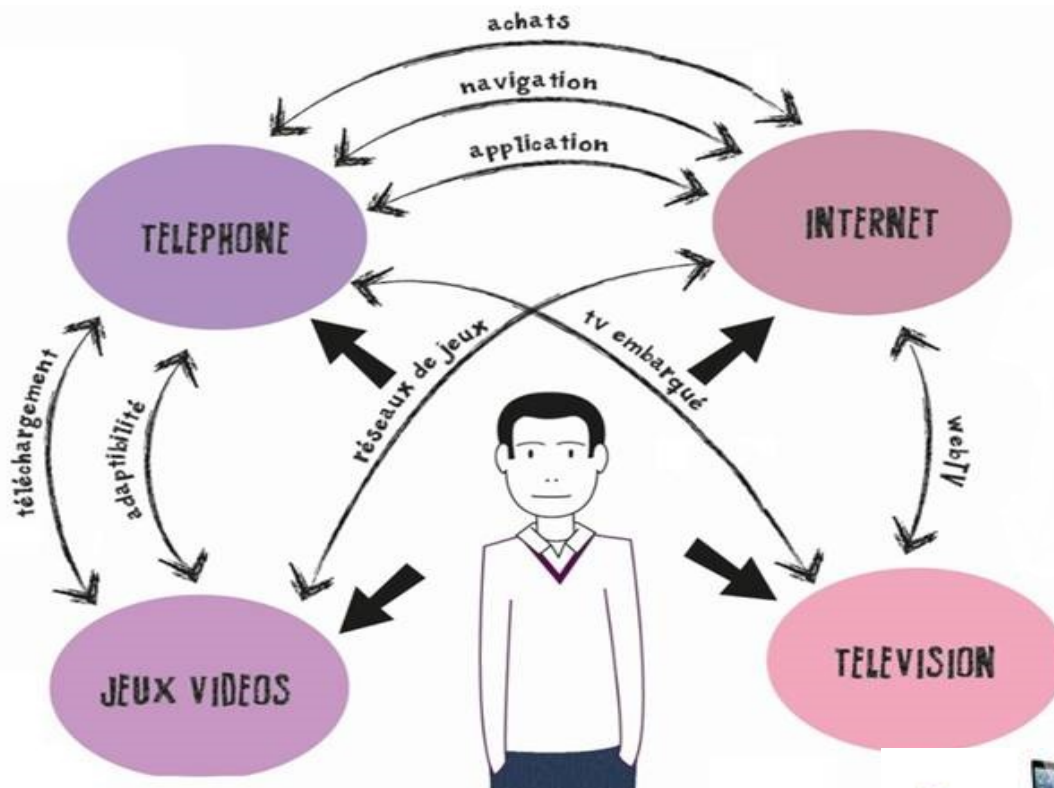 achats
navigation
application
TELEPHONE
INTERNET
réseaux de jeux
tv embarqué
téléchargement
adaptibilité
webTV
JEUX VIDEOS
TELEVISION